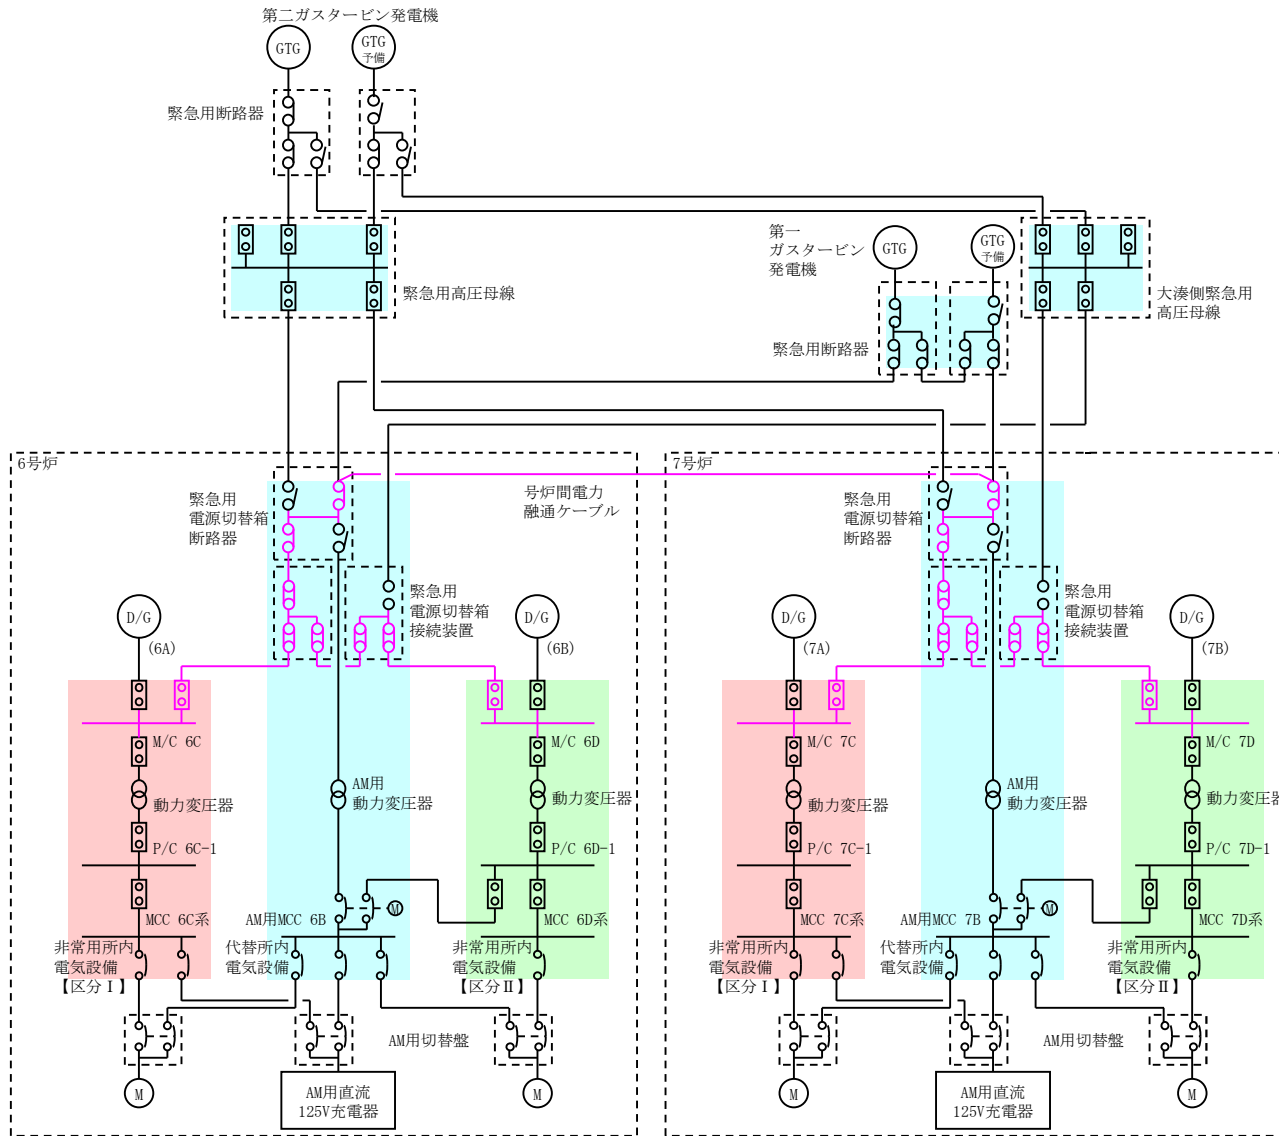 第二ガスタービン発電機
GTG
GTG
予備
緊急用断路器
第一
ガスタービン
発電機
GTG
GTG
予備
緊急用高圧母線
大湊側緊急用
高圧母線
緊急用断路器
6号炉
緊急用
電源切替箱
断路器
号炉間電力
融通ケーブル
緊急用
電源切替箱
接続装置
D/G
(6A)
D/G
(6B)
M/C 6C
M/C 6D
動力変圧器
AM用
動力変圧器
動力変圧器
P/C 6C-1
P/C 6D-1
M
MCC 6C系
AM用MCC 6B
MCC 6D系
非常用所内
電気設備
【区分Ⅰ】
代替所内
電気設備
非常用所内
電気設備
【区分Ⅱ】
AM用切替盤
M
AM用直流
125V充電器
M
7号炉
緊急用
電源切替箱
断路器
緊急用
電源切替箱
接続装置
D/G
(7A)
D/G
(7B)
M/C 7C
M/C 7D
動力変圧器
AM用
動力変圧器
動力変圧器
P/C 7C-1
P/C 7D-1
M
MCC 7C系
AM用MCC 7B
MCC 7D系
非常用所内
電気設備
【区分Ⅰ】
代替所内
電気設備
非常用所内
電気設備
【区分Ⅱ】
AM用切替盤
M
AM用直流
125V充電器
M